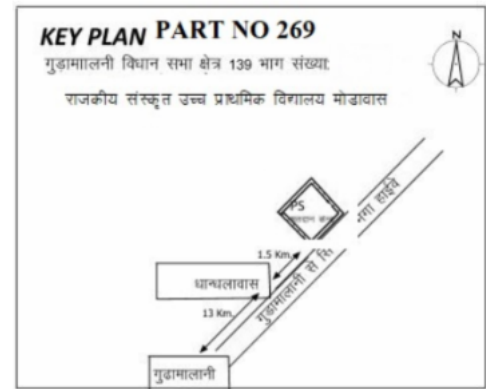 KEY PLAN PART NO 269
N
गुड़ामाालनी विधान सभा क्षेत्र 139 भाग संख्या:
राजकीय संस्कृत उच्च प्राथमिक विद्यालय मोडावास
PS
1.5 Km.
धान्धलावास
13 Km.
गुडामालानी से
हाईवे
गुढामालानी